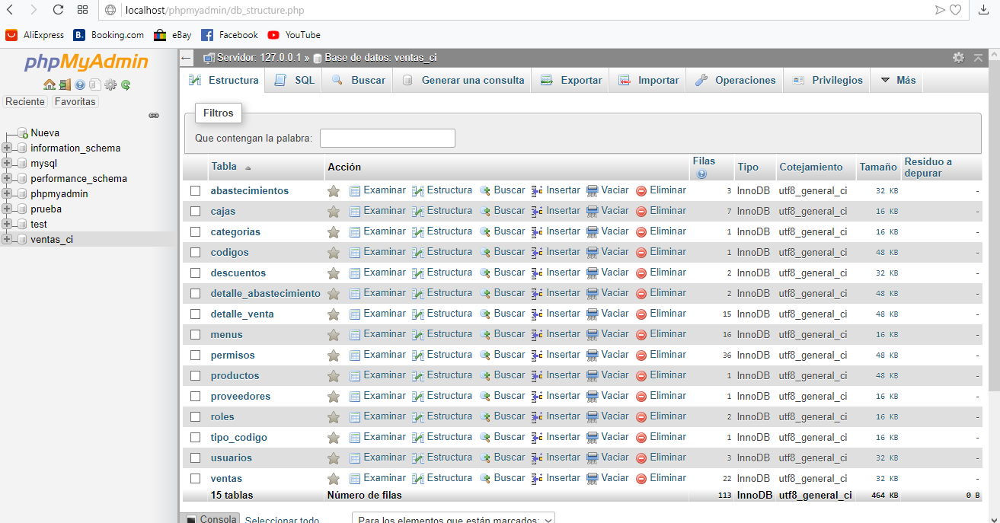 localhost/phpmyadmin/db_structure.php
AliExpress B. Booking.com eBay Facebook YouTube
phpMyAdmin
Reciente Favoritas
Nueva
information_schema
mysql
performance_schema
phpmyadmin
prueba
test
ventas_ci
Servidor: 127.0.0.1 » Base de datos: ventas_ci
Estructura SQL Buscar Generar una consulta Exportar Importar Operaciones Privilegios Más
Filtros
Que contengan la palabra:
Tabla Acción Filas Tipo Cotejamiento Tamaño Residuo a depurar
abastecimientos Examinar Estructura Buscar Insertar Vaciar Eliminar 3 InnoDB utf8_general_ci 32 KB -
cajas Examinar Estructura Buscar Insertar Vaciar Eliminar 7 InnoDB utf8_general_ci 16 KB -
categorias Examinar Estructura Buscar Insertar Vaciar Eliminar 1 InnoDB utf8_general_ci 16 KB -
codigos Examinar Estructura Buscar Insertar Vaciar Eliminar 1 InnoDB utf8_general_ci 48 KB -
descuentos Examinar Estructura Buscar Insertar Vaciar Eliminar 2 InnoDB utf8_general_ci 32 KB -
detalle_abastecimiento Examinar Estructura Buscar Insertar Vaciar Eliminar 2 InnoDB utf8_general_ci 48 KB -
detalle_venta Examinar Estructura Buscar Insertar Vaciar Eliminar 15 InnoDB utf8_general_ci 48 KB -
menus Examinar Estructura Buscar Insertar Vaciar Eliminar 16 InnoDB utf8_general_ci 16 KB -
permisos Examinar Estructura Buscar Insertar Vaciar Eliminar 36 InnoDB utf8_general_ci 48 KB -
productos Examinar Estructura Buscar Insertar Vaciar Eliminar 1 InnoDB utf8_general_ci 48 KB -
proveedores Examinar Estructura Buscar Insertar Vaciar Eliminar 1 InnoDB utf8_general_ci 16 KB -
roles Examinar Estructura Buscar Insertar Vaciar Eliminar 2 InnoDB utf8_general_ci 16 KB -
tipo_codigo Examinar Estructura Buscar Insertar Vaciar Eliminar 1 InnoDB utf8_general_ci 16 KB -
usuarios Examinar Estructura Buscar Insertar Vaciar Eliminar 3 InnoDB utf8_general_ci 32 KB -
ventas Examinar Estructura Buscar Insertar Vaciar Eliminar 22 InnoDB utf8_general_ci 32 KB -
15 tablas Número de filas 113 InnoDB utf8_general_ci 464 KB 0 B
Consola Seleccionar todo Para los elementos que están marcados: